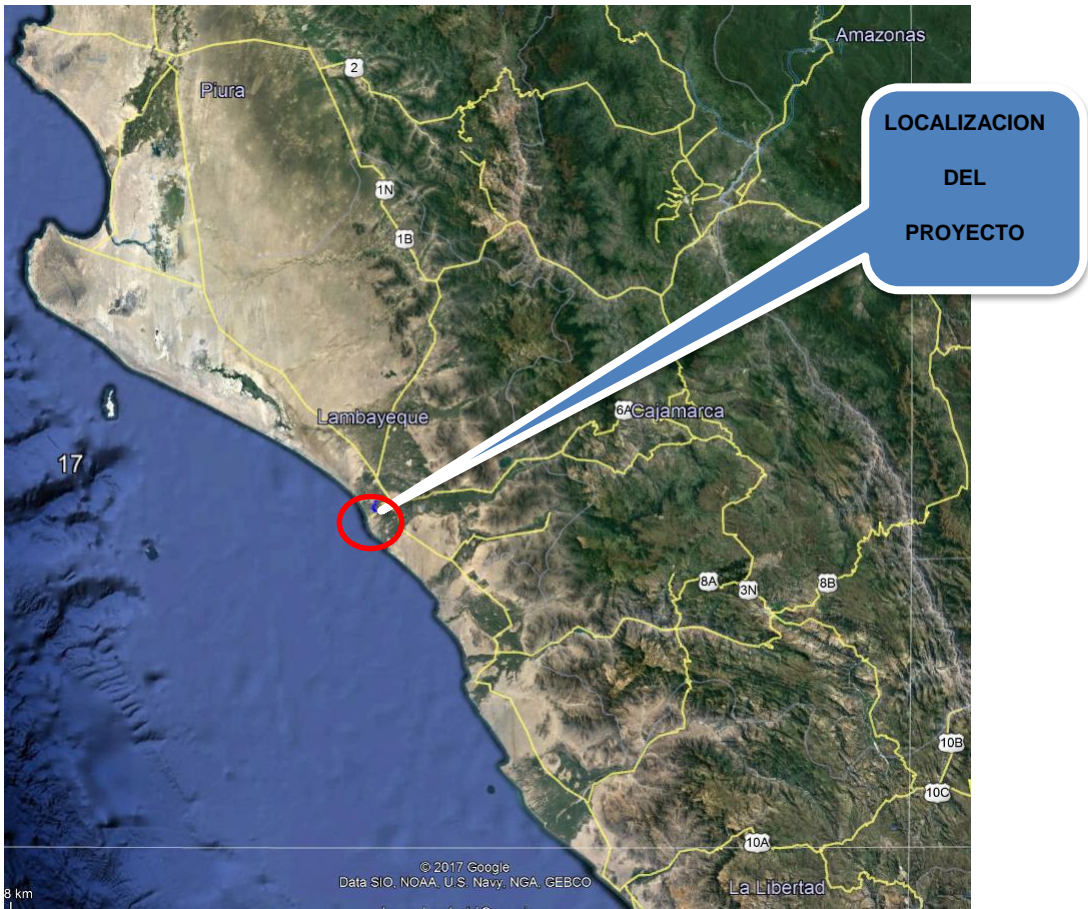 Amazonas
2
Piura
LOCALIZACION
DEL
PROYECTO
1N
1B
6A
Cajamarca
Lambayeque
17
8A
3N
8B
10B
10C
10A
© 2017 Google
Data SIO, NOAA, U.S. Navy, NGA, GEBCO
La Libertad
8 km